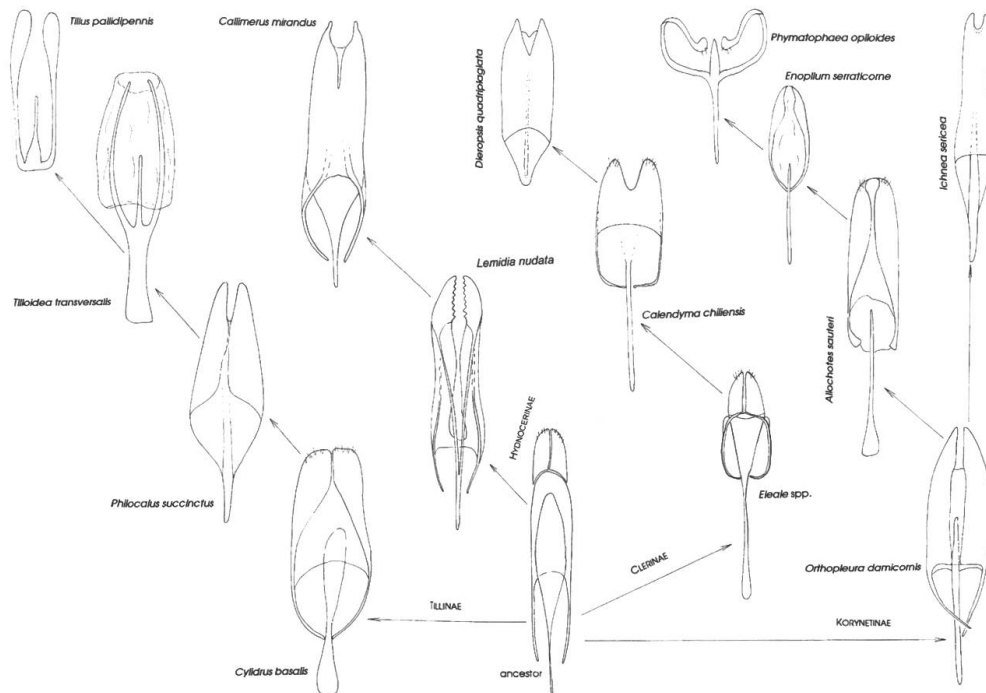 Tillus pallidipennis
Callimerus mirandus
Dieropsis quadriplagiata
Phymatophaea opiloides
Enoplium serraticorne
Ichnea sericea
Lemidia nudata
Tilloidea transversalis
Calendyma chiliensis
Allochotes sauteri
HYDNOCERINAE
Philocalus succinctus
Eleale spp.
CLERINAE
Orthopleura damicornis
TILLINAE
KORYNETINAE
Cylidrus basalis
ancestor